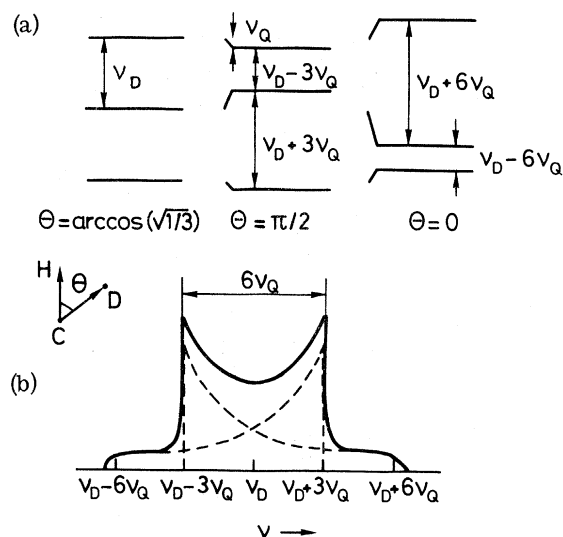 (a)
ν_D
ν_Q
ν_D−3ν_Q
ν_D+3ν_Q
ν_D+6ν_Q
ν_D−6ν_Q
Θ=arccos(√1/3)
Θ=π/2
Θ=0
H
Θ
D
C
(b)
6ν_Q
ν_D−6ν_Q ν_D−3ν_Q ν_D ν_D+3ν_Q ν_D+6ν_Q
ν →